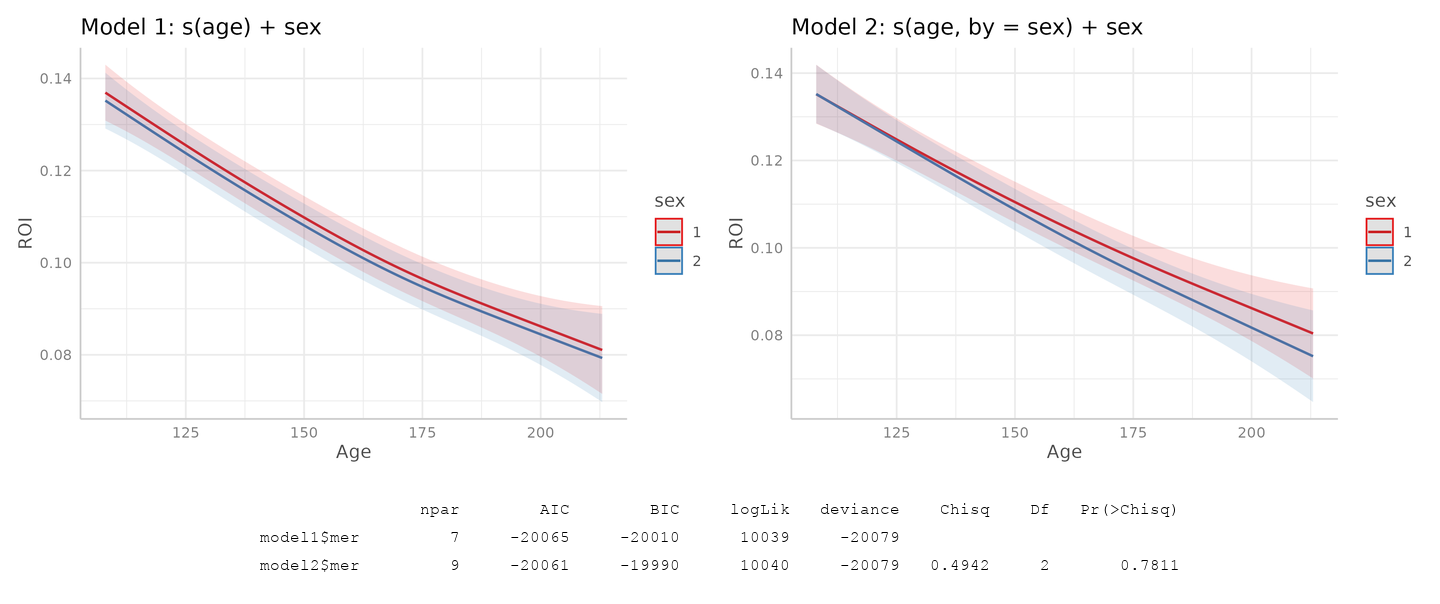 Model 1: s(age) + sex
0.14
0.12
0.10
0.08
ROI
125 150 175 200
Age
sex
1
2
Model 2: s(age, by = sex) + sex
0.14
0.12
0.10
0.08
ROI
125 150 175 200
Age
sex
1
2
npar AIC BIC logLik deviance Chisq Df Pr(>Chisq)
model1$mer 7 -20065 -20010 10039 -20079
model2$mer 9 -20061 -19990 10040 -20079 0.4942 2 0.7811